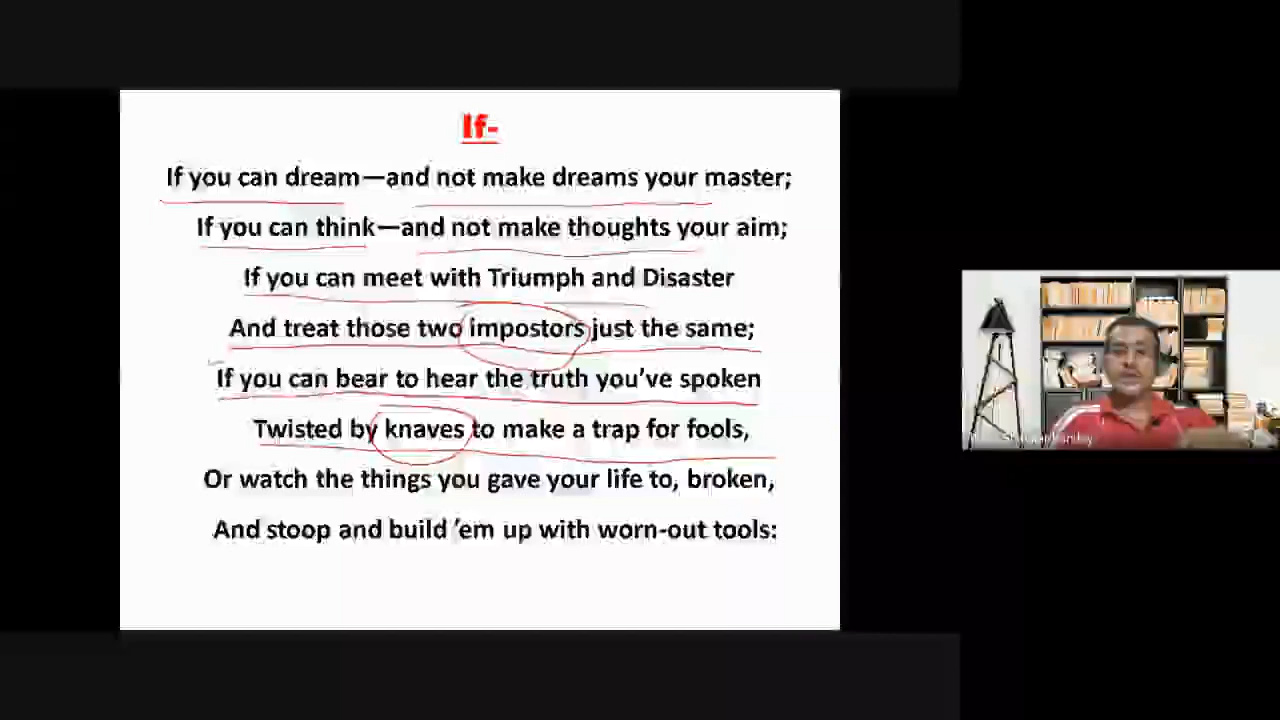 If-
If you can dream—and not make dreams your master;
If you can think—and not make thoughts your aim;
If you can meet with Triumph and Disaster
And treat those two impostors just the same;
If you can bear to hear the truth you’ve spoken
Twisted by knaves to make a trap for fools,
Or watch the things you gave your life to, broken,
And stoop and build ’em up with worn-out tools: